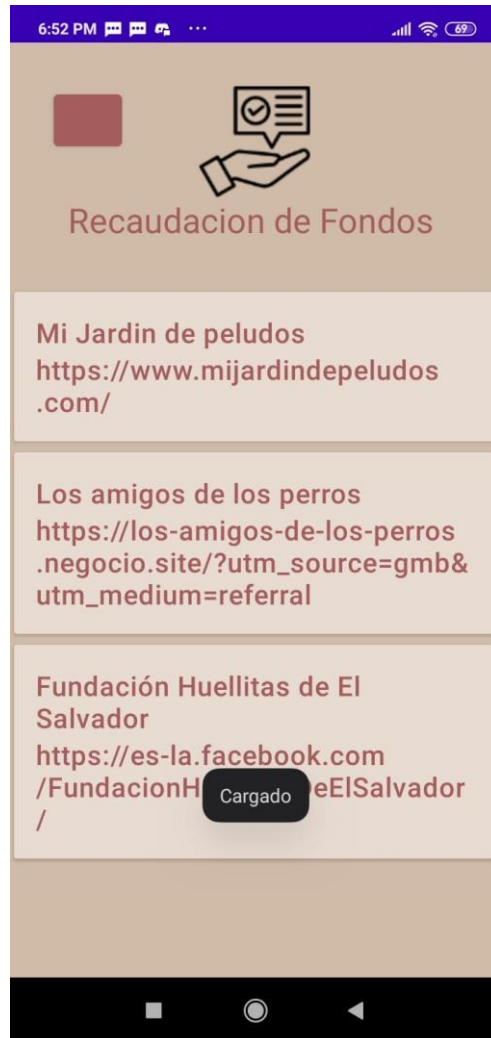 6:52 PM
69
Recaudacion de Fondos
Mi Jardin de peludos
https://www.mijardindepeludos
.com/
Los amigos de los perros
https://los-amigos-de-los-perros
.negocio.site/?utm_source=gmb&
utm_medium=referral
Fundación Huellitas de El
Salvador
https://es-la.facebook.com
/FundacionH eElSalvador
/
Cargado